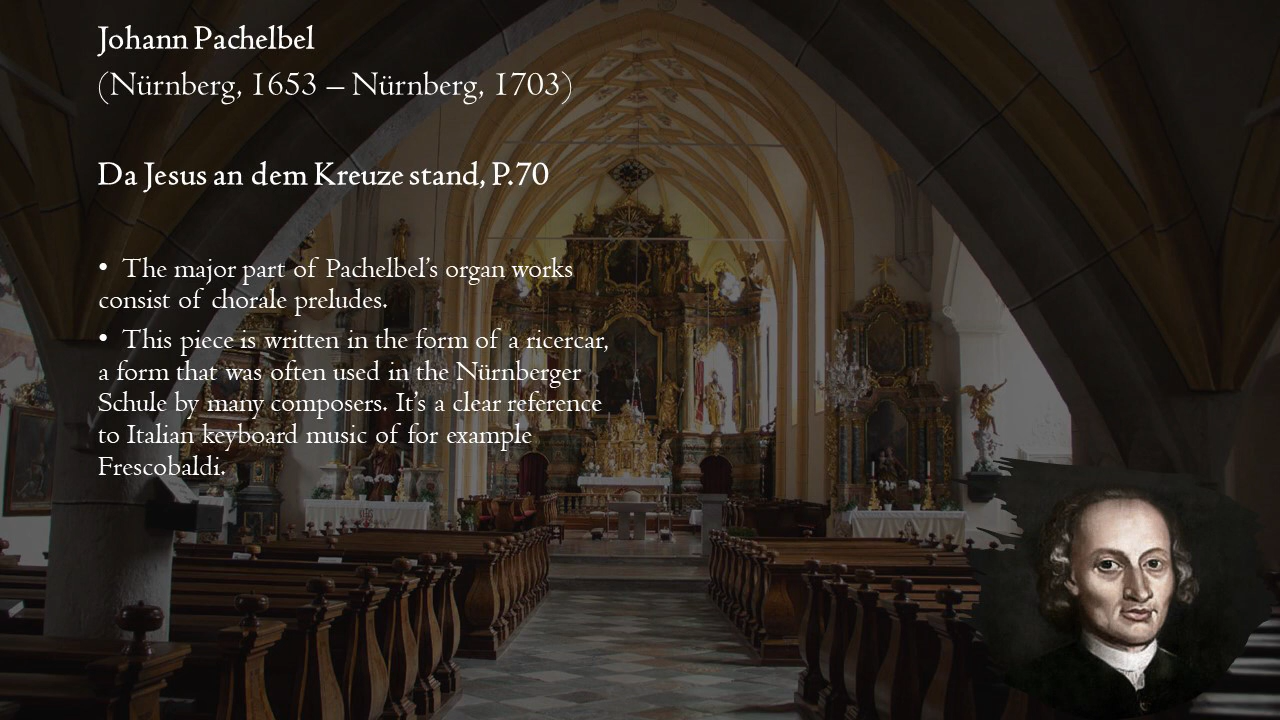 Johann Pachelbel
(Nürnberg, 1653 – Nürnberg, 1703)
Da Jesus an dem Kreuze stand, P.70
• The major part of Pachelbel’s organ works
consist of chorale preludes.
• This piece is written in the form of a ricercar,
a form that was often used in the Nürnberger
Schule by many composers. It’s a clear reference
to Italian keyboard music of for example
Frescobaldi.